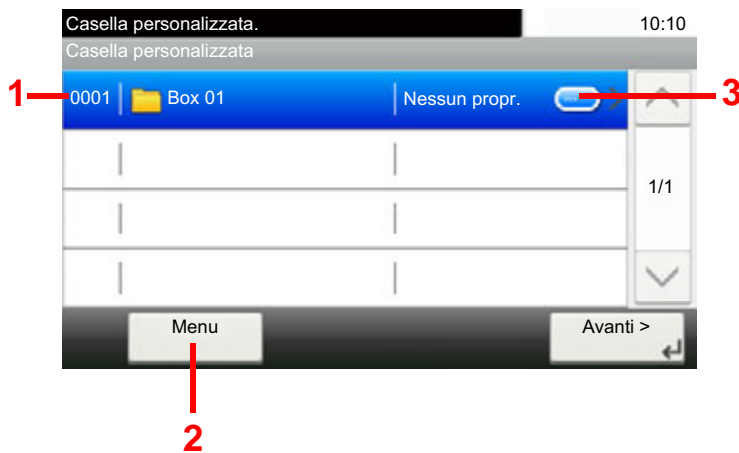 Casella personalizzata. 10:10
Casella personalizzata
1 0001 Box 01 Nessun propr. 3
1/1
Menu Avanti >
2